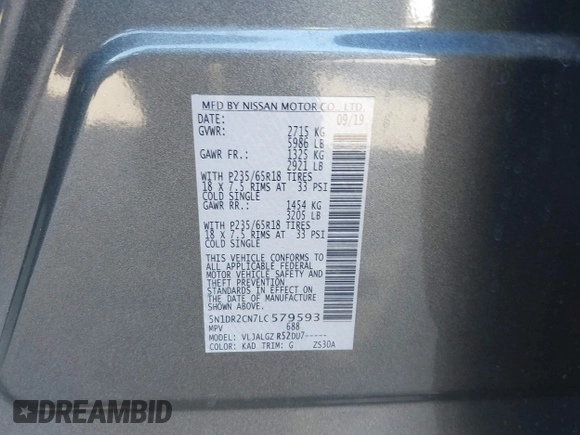 MFD BY NISSAN MOTOR CO., LTD.
DATE: 09/19
GVWR: 2715 KG
5986 LB
GAWR FR.: 1325 KG
2921 LB
WITH P235/65R18 TIRES
18 X 7.5 RIMS AT 33 PSI
COLD SINGLE
GAWR RR.: 1454 KG
3205 LB
WITH P235/65R18 TIRES
18 X 7.5 RIMS AT 33 PSI
COLD SINGLE
THIS VEHICLE CONFORMS TO
ALL APPLICABLE FEDERAL
MOTOR VEHICLE SAFETY AND
THEFT PREVENTION
STANDARDS IN EFFECT ON
THE DATE OF MANUFACTURE
SHOWN ABOVE.
5N1DR2CN7LC579593
MPV 688
MODEL: VLJALGZ R52DU7-----
COLOR: KAD TRIM: G ZS30A
DREAMBID